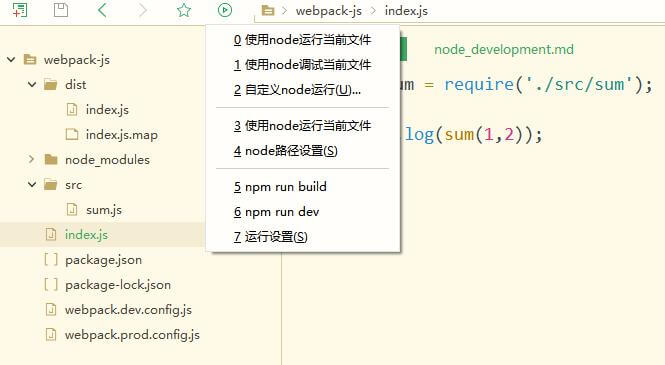 webpack-js
index.js
webpack-js
dist
index.js
index.js.map
node_modules
src
sum.js
index.js
package.json
package-lock.json
webpack.dev.config.js
webpack.prod.config.js
0 使用node运行当前文件
1 使用node调试当前文件
2 自定义node运行(U)...
3 使用node运行当前文件
4 node路径设置(S)
5 npm run build
6 npm run dev
7 运行设置(S)
node_development.md
um = require('./src/sum');
log(sum(1,2));